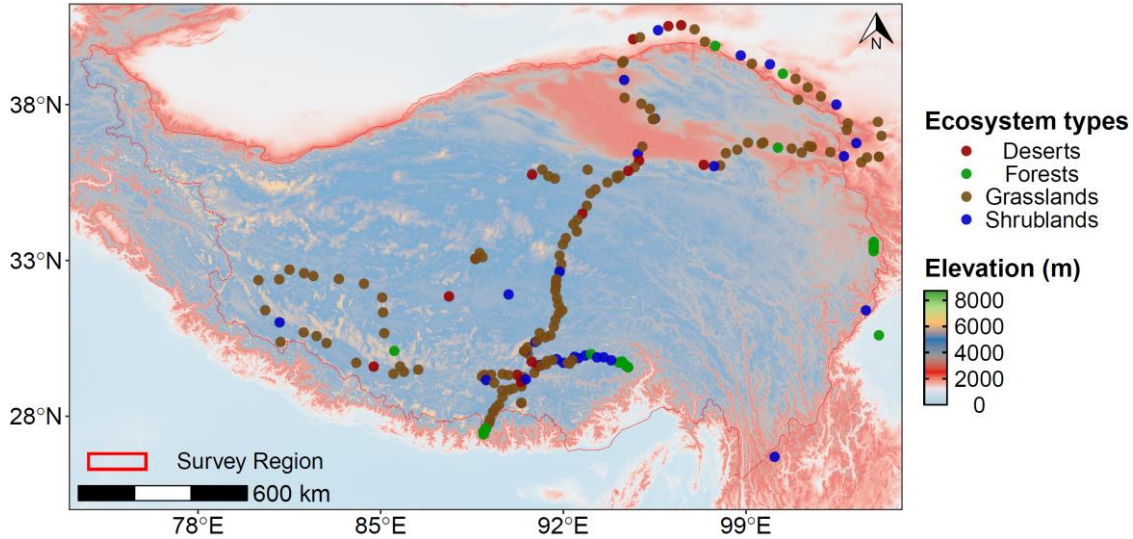 N
38°N
33°N
28°N
78°E
85°E
92°E
99°E
Survey Region
600 km
Ecosystem types
Deserts
Forests
Grasslands
Shrublands
Elevation (m)
8000
6000
4000
2000
0